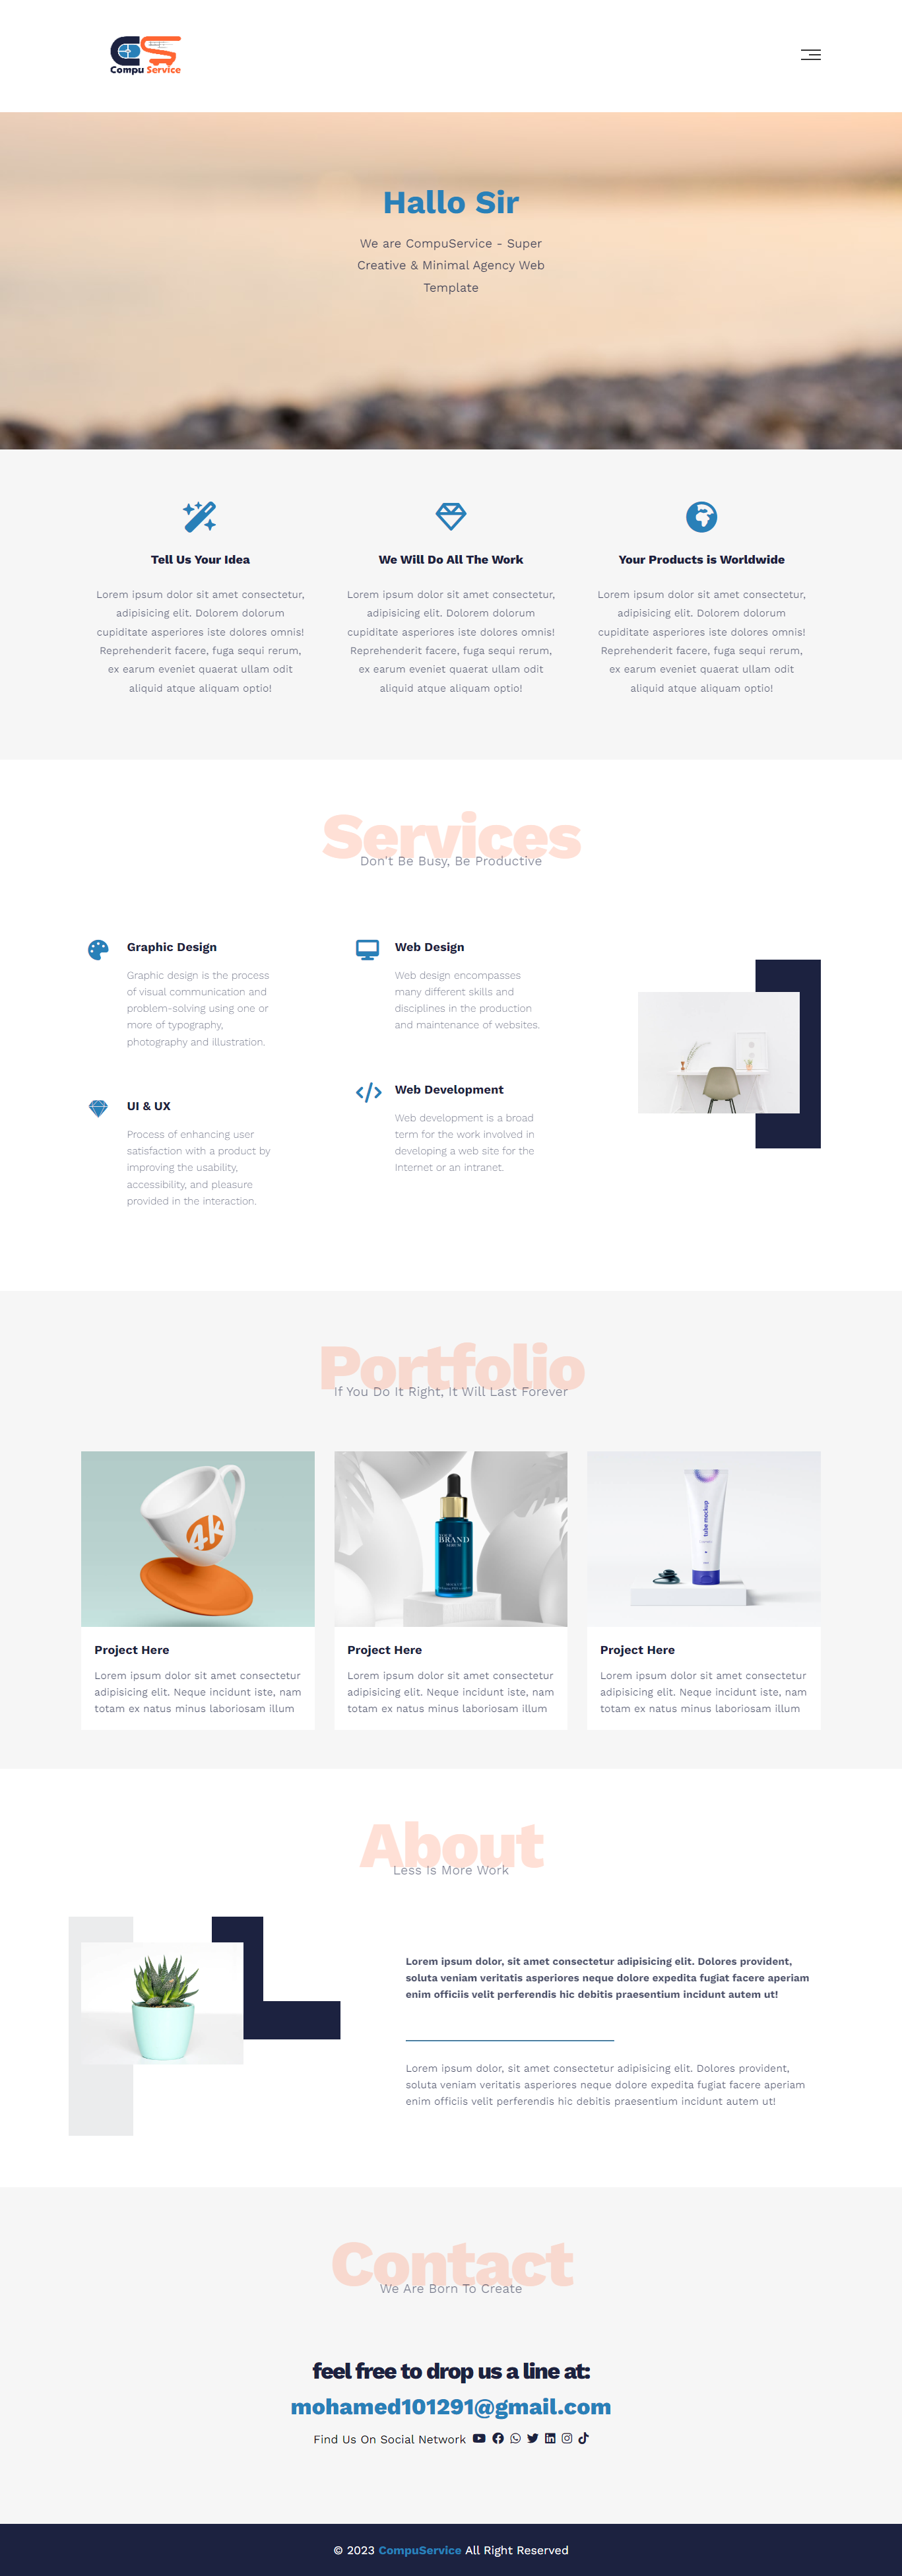 Compu Service
Hallo Sir
We are CompuService - Super
Creative & Minimal Agency Web
Template
Tell Us Your Idea
Lorem ipsum dolor sit amet consectetur,
adipisicing elit. Dolorem dolorum
cupiditate asperiores iste dolores omnis!
Reprehenderit facere, fuga sequi rerum,
ex earum eveniet quaerat ullam odit
aliquid atque aliquam optio!
We Will Do All The Work
Lorem ipsum dolor sit amet consectetur,
adipisicing elit. Dolorem dolorum
cupiditate asperiores iste dolores omnis!
Reprehenderit facere, fuga sequi rerum,
ex earum eveniet quaerat ullam odit
aliquid atque aliquam optio!
Your Products is Worldwide
Lorem ipsum dolor sit amet consectetur,
adipisicing elit. Dolorem dolorum
cupiditate asperiores iste dolores omnis!
Reprehenderit facere, fuga sequi rerum,
ex earum eveniet quaerat ullam odit
aliquid atque aliquam optio!
Services
Don't Be Busy, Be Productive
Graphic Design
Graphic design is the process
of visual communication and
problem-solving using one or
more of typography,
photography and illustration.
UI & UX
Process of enhancing user
satisfaction with a product by
improving the usability,
accessibility, and pleasure
provided in the interaction.
Web Design
Web design encompasses
many different skills and
disciplines in the production
and maintenance of websites.
Web Development
Web development is a broad
term for the work involved in
developing a web site for the
Internet or an intranet.
Portfolio
If You Do It Right, It Will Last Forever
4k
Project Here
Lorem ipsum dolor sit amet consectetur
adipisicing elit. Neque incidunt iste, nam
totam ex natus minus laboriosam illum
BRAND
Project Here
Lorem ipsum dolor sit amet consectetur
adipisicing elit. Neque incidunt iste, nam
totam ex natus minus laboriosam illum
tube mockup
Project Here
Lorem ipsum dolor sit amet consectetur
adipisicing elit. Neque incidunt iste, nam
totam ex natus minus laboriosam illum
About
Less Is More Work
Lorem ipsum dolor, sit amet consectetur adipisicing elit. Dolores provident,
soluta veniam veritatis asperiores neque dolore expedita fugiat facere aperiam
enim officiis velit perferendis hic debitis praesentium incidunt autem ut!
Lorem ipsum dolor, sit amet consectetur adipisicing elit. Dolores provident,
soluta veniam veritatis asperiores neque dolore expedita fugiat facere aperiam
enim officiis velit perferendis hic debitis praesentium incidunt autem ut!
Contact
We Are Born To Create
feel free to drop us a line at:
mohamed101291@gmail.com
Find Us On Social Network
© 2023 CompuService All Right Reserved